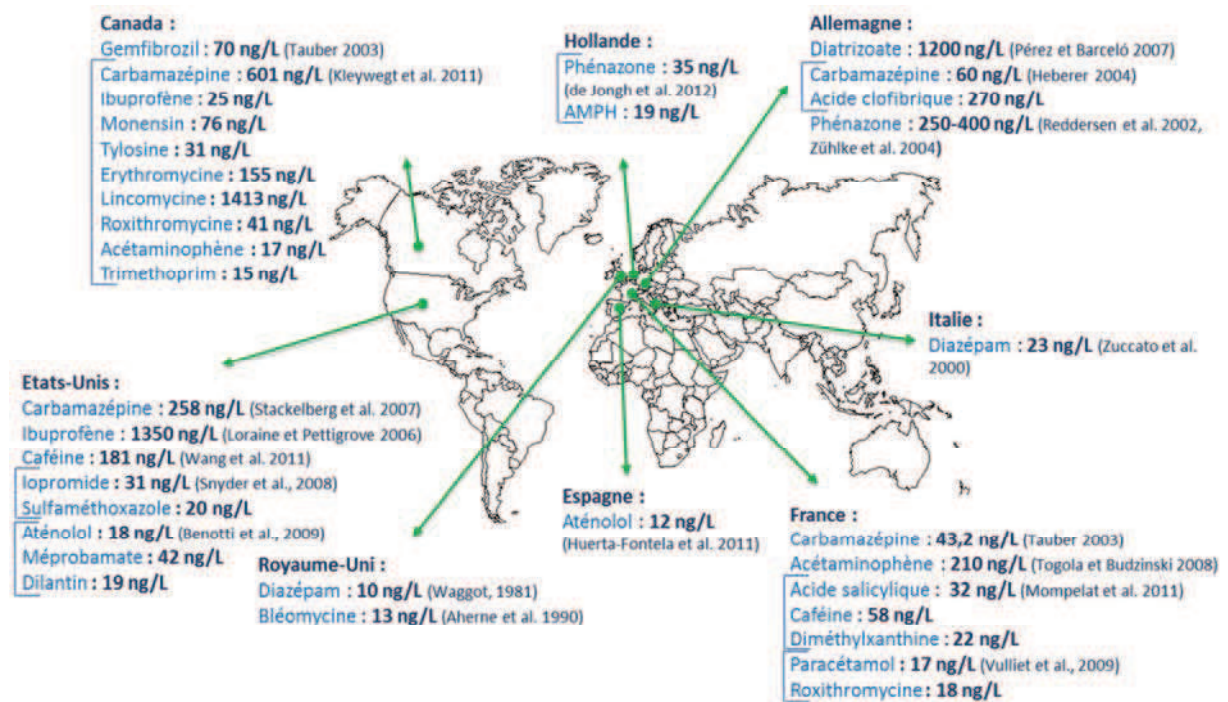 Canada :
Gemfibrozil : 70 ng/L (Tauber 2003)
Carbamazépine : 601 ng/L (Kleywegt et al. 2011)
Ibuprofène : 25 ng/L
Monensin : 76 ng/L
Tylosine : 31 ng/L
Erythromycine : 155 ng/L
Lincomycine : 1413 ng/L
Roxithromycine : 41 ng/L
Acétaminophène : 17 ng/L
Trimethoprim : 15 ng/L
Hollande :
Phénazone : 35 ng/L
(de Jongh et al. 2012)
AMPH : 19 ng/L
Allemagne :
Diatrizoate : 1200 ng/L (Pérez et Barceló 2007)
Carbamazépine : 60 ng/L (Heberer 2004)
Acide clofibrique : 270 ng/L
Phénazone : 250-400 ng/L (Reddersen et al. 2002,
Zühlke et al. 2004)
Italie :
Diazépam : 23 ng/L (Zuccato et al.
2000)
Etats-Unis :
Carbamazépine : 258 ng/L (Stackelberg et al. 2007)
Ibuprofène : 1350 ng/L (Loraine et Pettigrove 2006)
Caféine : 181 ng/L (Wang et al. 2011)
Iopromide : 31 ng/L (Snyder et al., 2008)
Sulfaméthoxazole : 20 ng/L
Aténolol : 18 ng/L (Benotti et al., 2009)
Méprobamate : 42 ng/L
Dilantin : 19 ng/L
Royaume-Uni :
Diazépam : 10 ng/L (Waggot, 1981)
Bléomycine : 13 ng/L (Aherne et al. 1990)
Espagne :
Aténolol : 12 ng/L
(Huerta-Fontela et al. 2011)
France :
Carbamazépine : 43,2 ng/L (Tauber 2003)
Acétaminophène : 210 ng/L (Togola et Budzinski 2008)
Acide salicylique : 32 ng/L (Mompelat et al. 2011)
Caféine : 58 ng/L
Diméthylxanthine : 22 ng/L
Paracétamol : 17 ng/L (Vulliet et al., 2009)
Roxithromycine : 18 ng/L